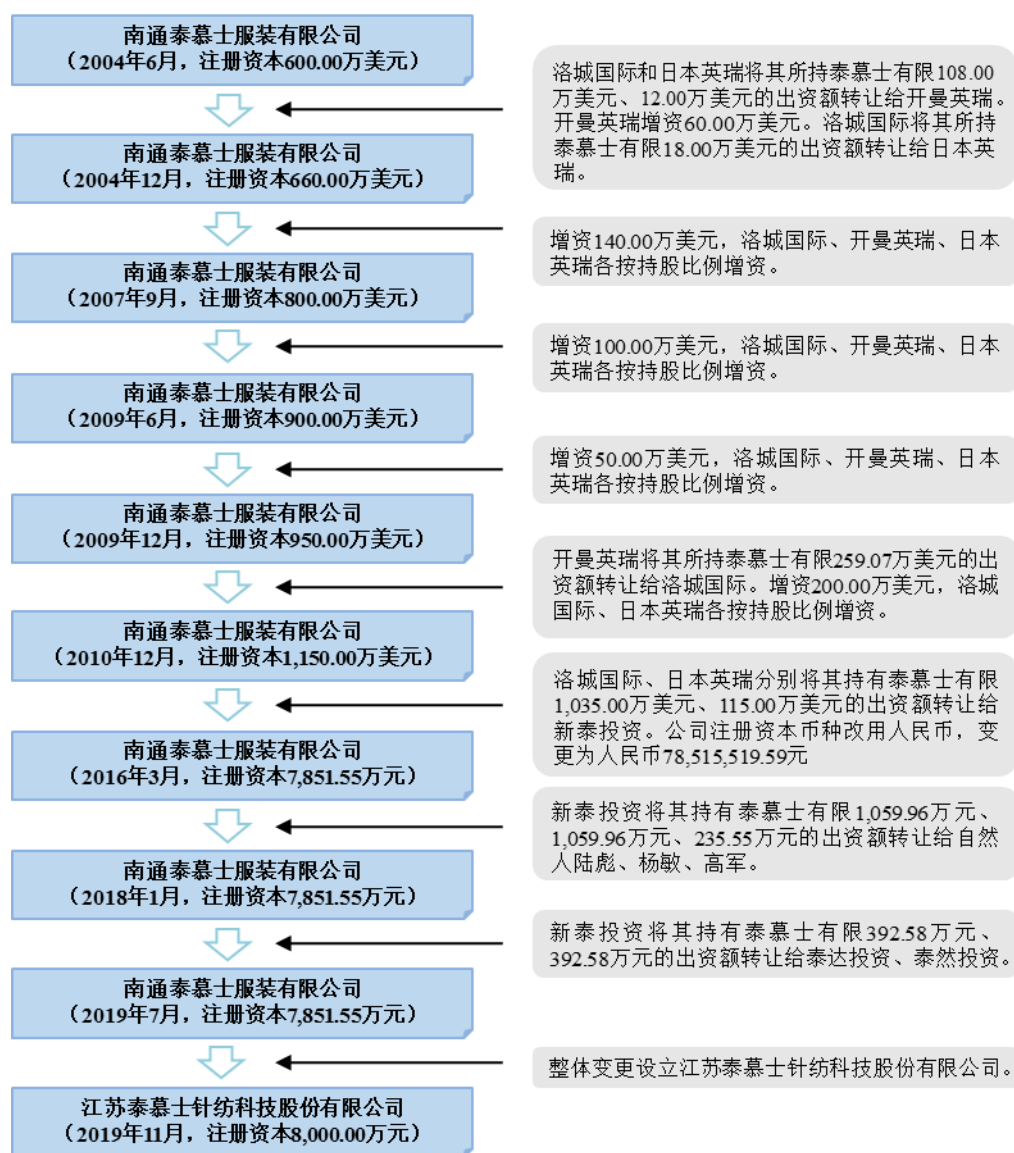 南通泰慕士服装有限公司
（2004年6月，注册资本600.00万美元）
洛城国际和日本英瑞将其所持泰慕士有限108.00
万美元、12.00万美元的出资额转让给开曼英瑞。
开曼英瑞增资60.00万美元。洛城国际将其所持
泰慕士有限18.00万美元的出资额转让给日本英
瑞。
南通泰慕士服装有限公司
（2004年12月，注册资本660.00万美元）
增资140.00万美元，洛城国际、开曼英瑞、日本
英瑞各按持股比例增资。
南通泰慕士服装有限公司
（2007年9月，注册资本800.00万美元）
增资100.00万美元，洛城国际、开曼英瑞、日本
英瑞各按持股比例增资。
南通泰慕士服装有限公司
（2009年6月，注册资本900.00万美元）
增资50.00万美元，洛城国际、开曼英瑞、日本
英瑞各按持股比例增资。
南通泰慕士服装有限公司
（2009年12月，注册资本950.00万美元）
开曼英瑞将其所持泰慕士有限259.07万美元的出
资额转让给洛城国际。增资200.00万美元，洛城
国际、日本英瑞各按持股比例增资。
南通泰慕士服装有限公司
（2010年12月，注册资本1,150.00万美元）
洛城国际、日本英瑞分别将其持有泰慕士有限
1,035.00万美元、115.00万美元的出资额转让给
新泰投资。公司注册资本币种改用人民币，变
更为人民币78,515,519.59元
南通泰慕士服装有限公司
（2016年3月，注册资本7,851.55万元）
新泰投资将其持有泰慕士有限1,059.96万元、
1,059.96万元、235.55万元的出资额转让给自然
人陆彪、杨敏、高军。
南通泰慕士服装有限公司
（2018年1月，注册资本7,851.55万元）
新泰投资将其持有泰慕士有限392.58万元、
392.58万元的出资额转让给泰达投资、泰然投资。
南通泰慕士服装有限公司
（2019年7月，注册资本7,851.55万元）
整体变更设立江苏泰慕士针纺科技股份有限公司。
江苏泰慕士针纺科技股份有限公司
（2019年11月，注册资本8,000.00万元）